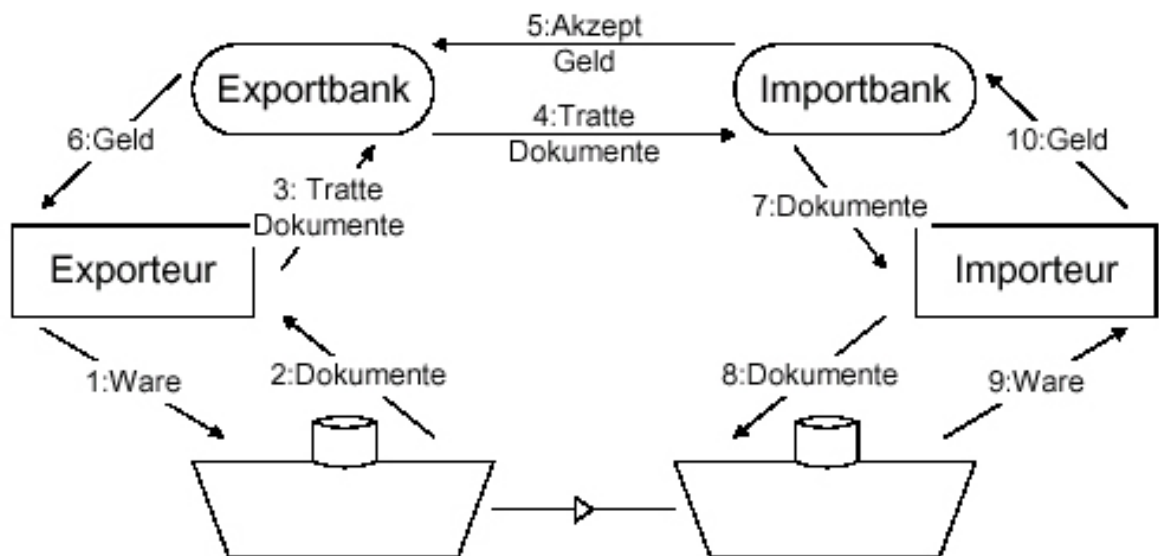 5:Akzept
Geld
Exportbank
Importbank
4:Tratte
Dokumente
6:Geld
10:Geld
3: Tratte
Dokumente
7:Dokumente
Exporteur
Importeur
1:Ware
2:Dokumente
8:Dokumente
9:Ware